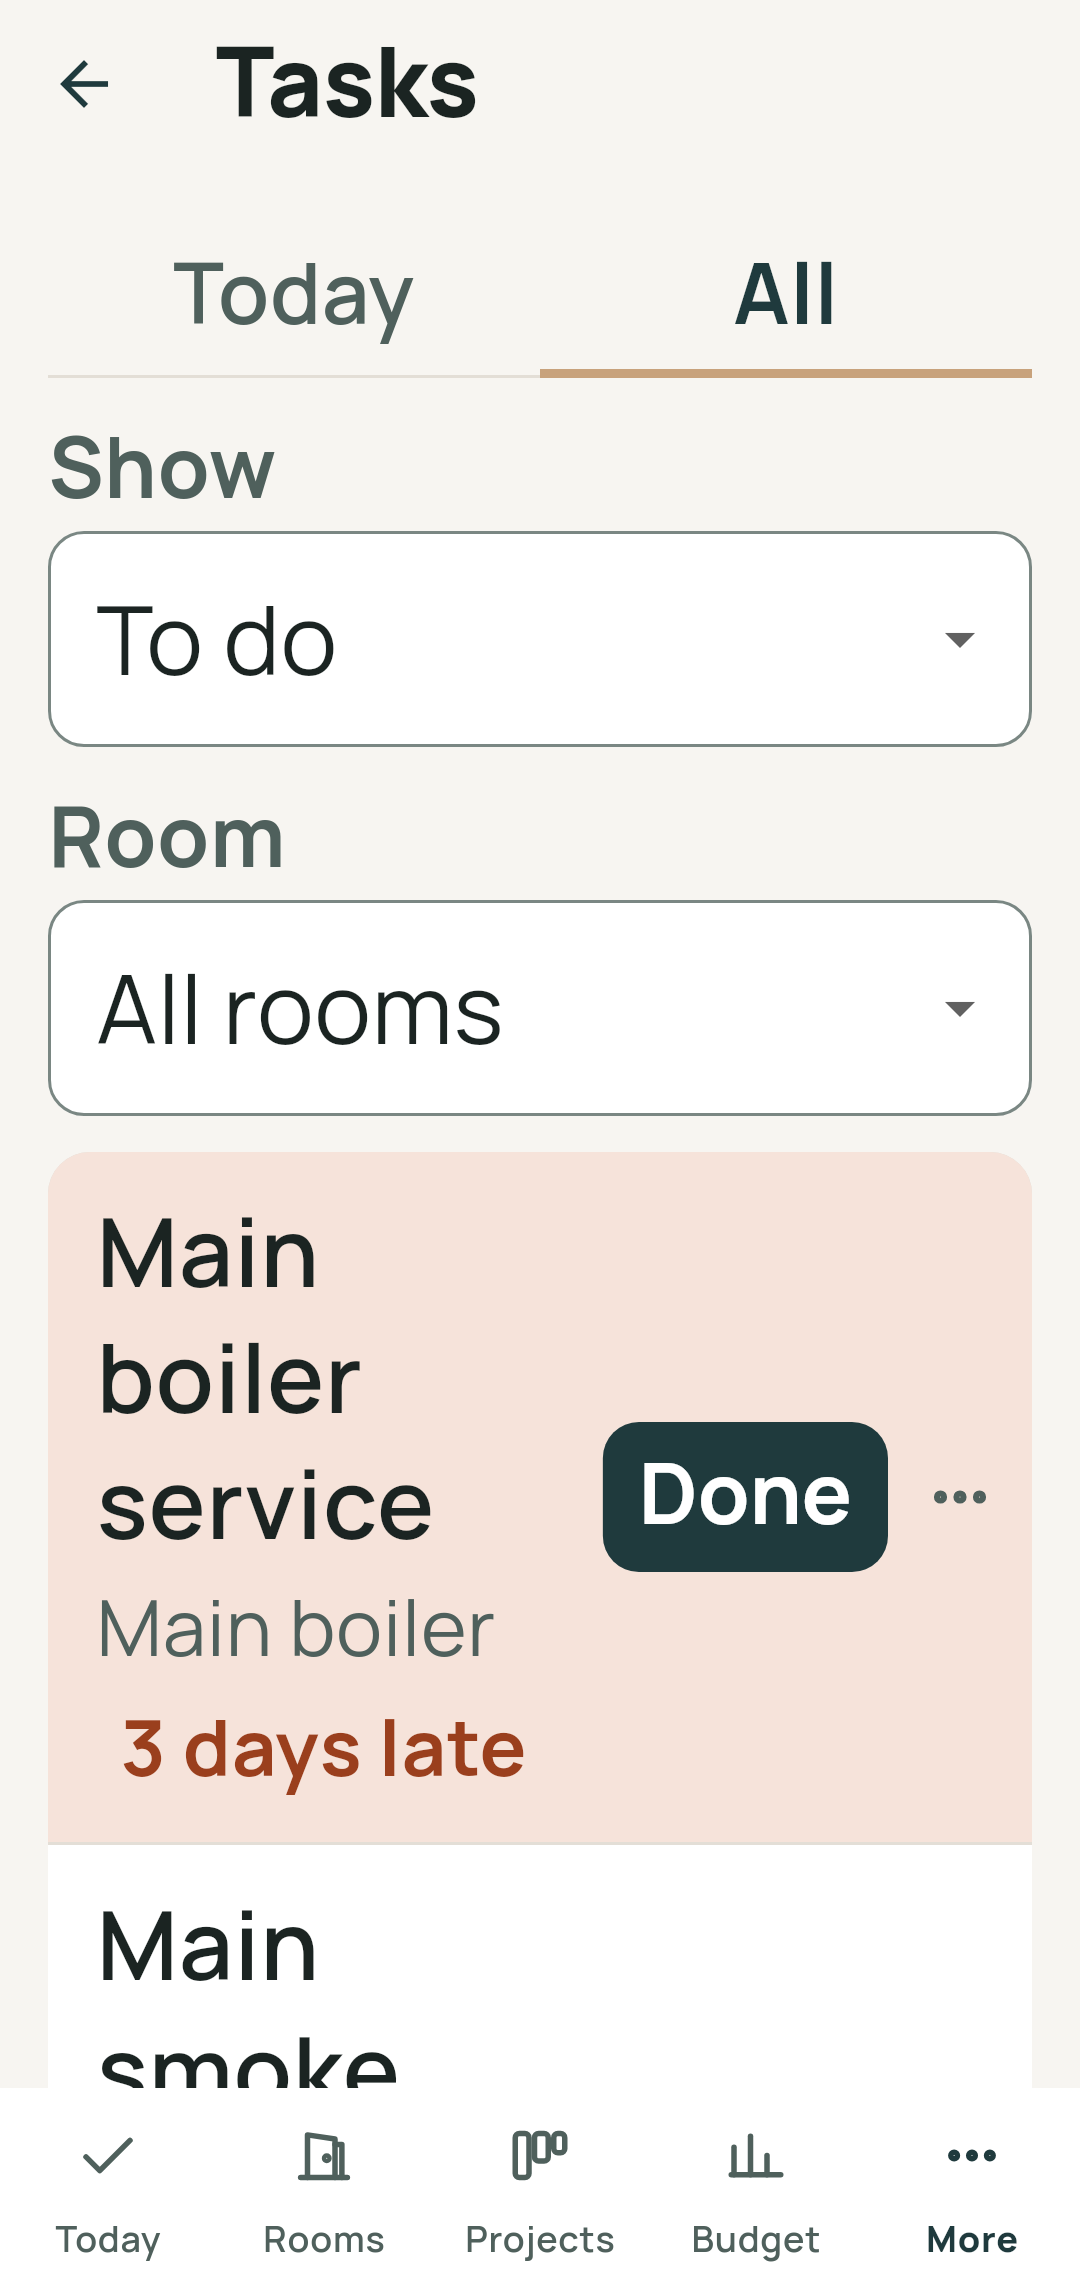 Tasks
Today
All
Show
To do
Room
All rooms
Main
boiler
service
Main boiler
3 days late
Done
Main
smoke
Today
Rooms
Projects
Budget
More